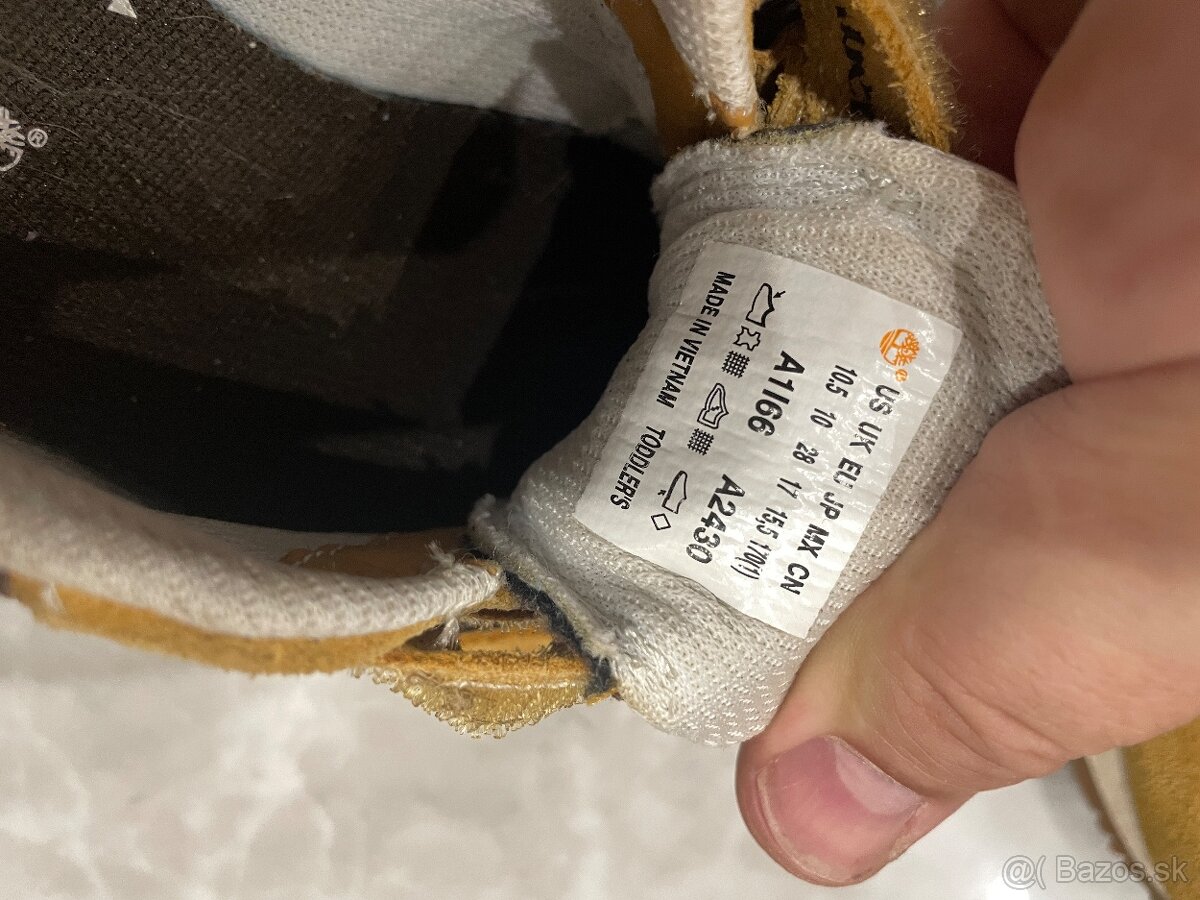 US UK EU JP MX CN
10,5 10 28 17 15,5 170(1)
A1I66 A2430
MADE IN VIETNAM TODDLER'S
®
@( Bazos.sk